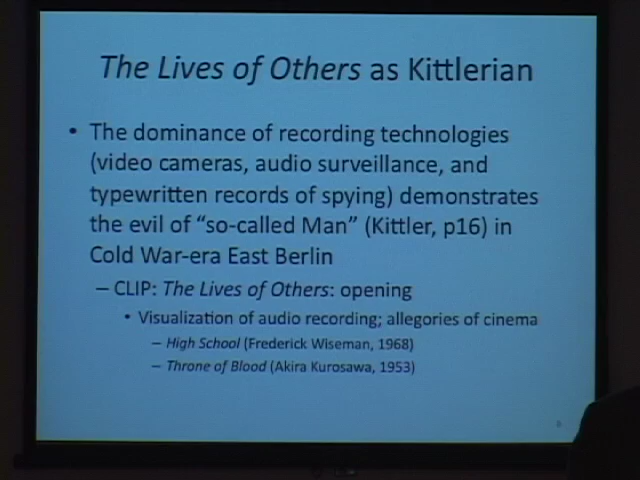 The Lives of Others as Kittlerian
• The dominance of recording technologies
(video cameras, audio surveillance, and
typewritten records of spying) demonstrates
the evil of “so-called Man” (Kittler, p16) in
Cold War-era East Berlin
– CLIP: The Lives of Others: opening
• Visualization of audio recording; allegories of cinema
– High School (Frederick Wiseman, 1968)
– Throne of Blood (Akira Kurosawa, 1953)